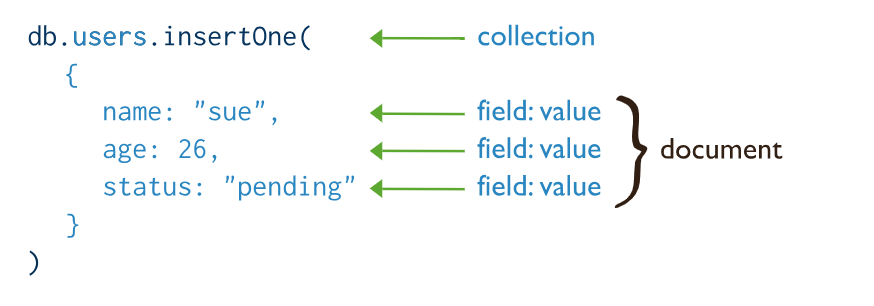 db.users.insertOne( collection
{
name: "sue", field: value
age: 26, field: value
status: "pending" field: value
document
}
)